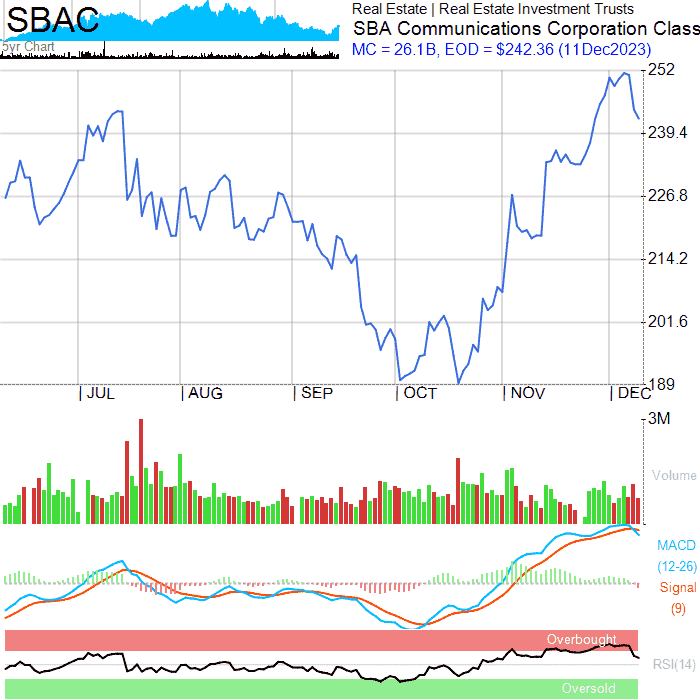 SBAC
5yr Chart
Real Estate | Real Estate Investment Trusts
SBA Communications Corporation Class
MC = 26.1B, EOD = $242.36 (11Dec2023)
252
239.4
226.8
214.2
201.6
189
| JUL | AUG | SEP | OCT | NOV | DEC
3M
Volume
MACD
(12-26)
Signal
(9)
Overbought
RSI(14)
Oversold